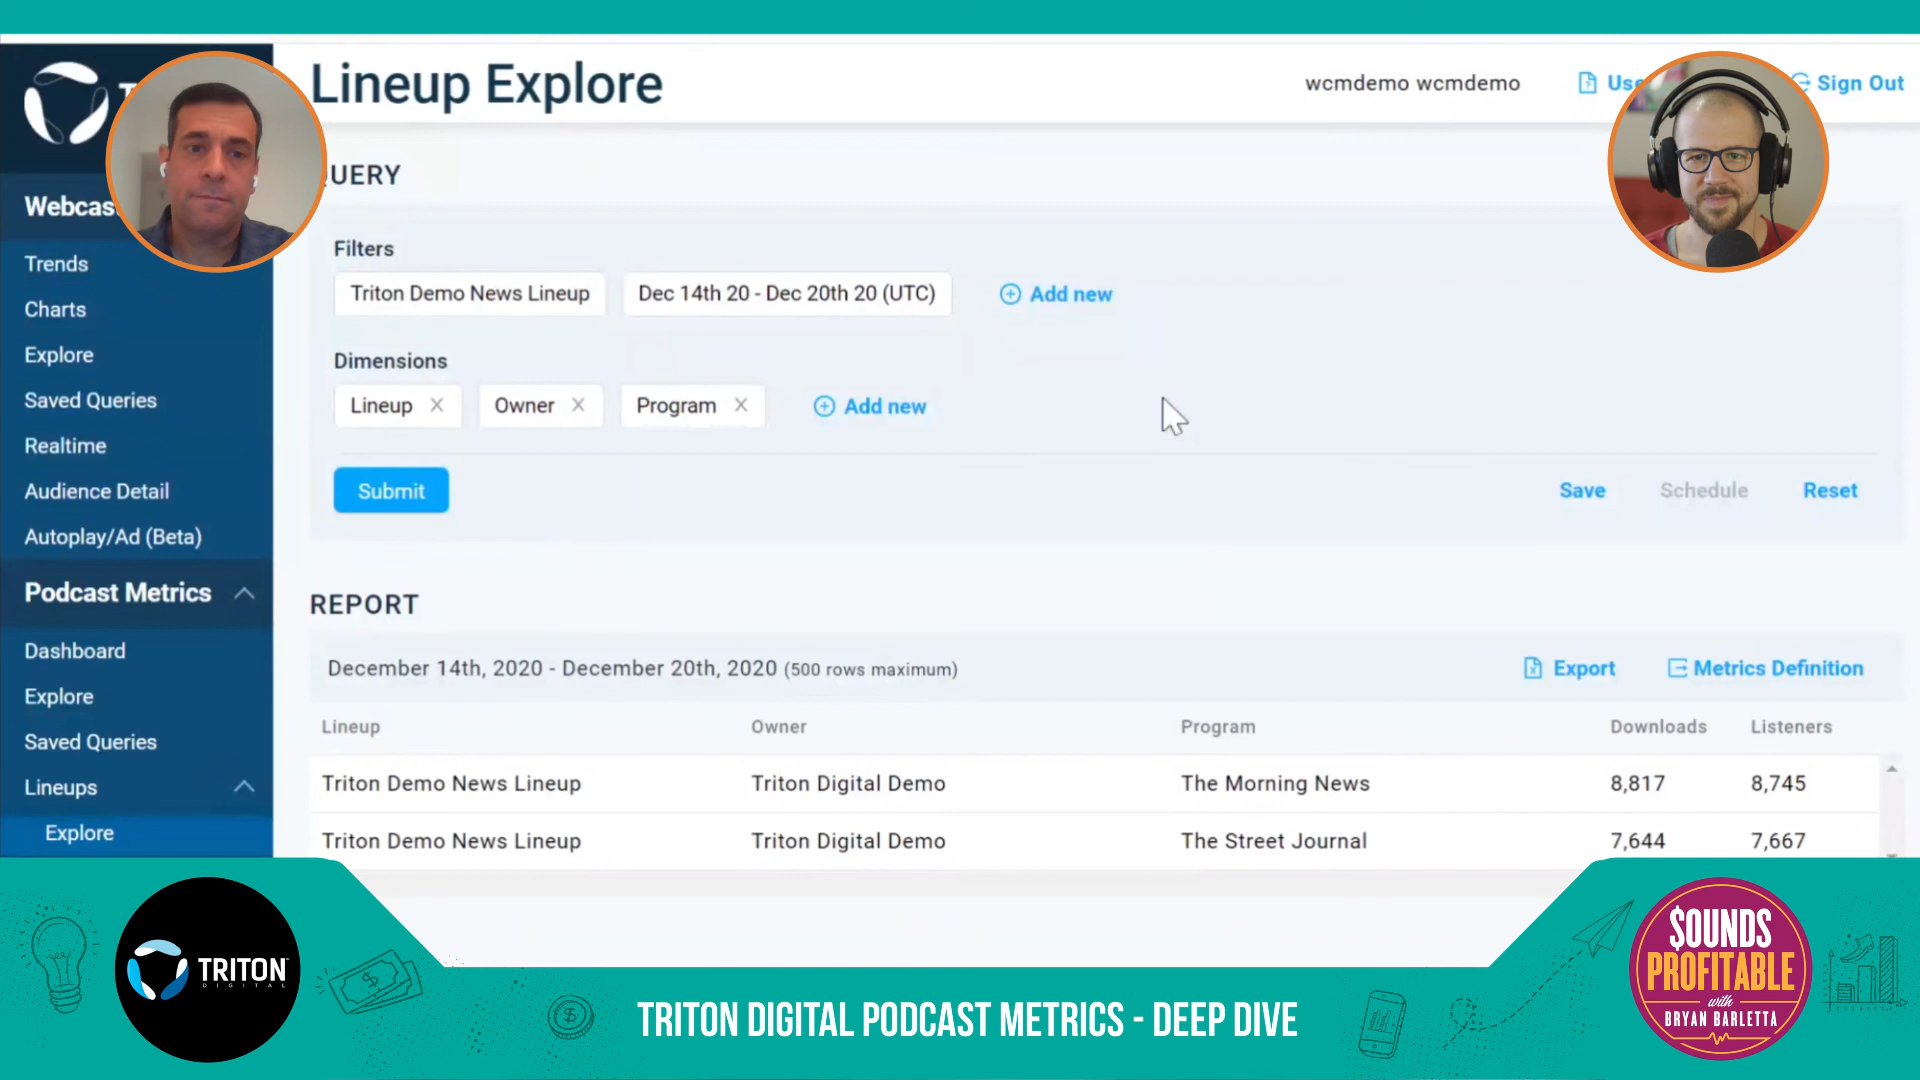 Lineup Explore
wcmdemo wcmdemo
Sign Out
Filters
Triton Demo News Lineup
Dec 14th 20 - Dec 20th 20 (UTC)
Add new
Dimensions
Lineup
Owner
Program
Add new
Submit
Save
Schedule
Reset
REPORT
December 14th, 2020 - December 20th, 2020 (500 rows maximum)
Export
Metrics Definition
Lineup Owner Program Downloads Listeners
Triton Demo News Lineup Triton Digital Demo The Morning News 8,817 8,745
Triton Demo News Lineup Triton Digital Demo The Street Journal 7,644 7,667
Trends
Charts
Explore
Saved Queries
Realtime
Audience Detail
Autoplay/Ad (Beta)
Podcast Metrics
Dashboard
Explore
Saved Queries
Lineups
Explore
TRITON
DIGITAL
TRITON DIGITAL PODCAST METRICS - DEEP DIVE
$OUNDS
PROFITABLE
with
BRYAN BARLETTA